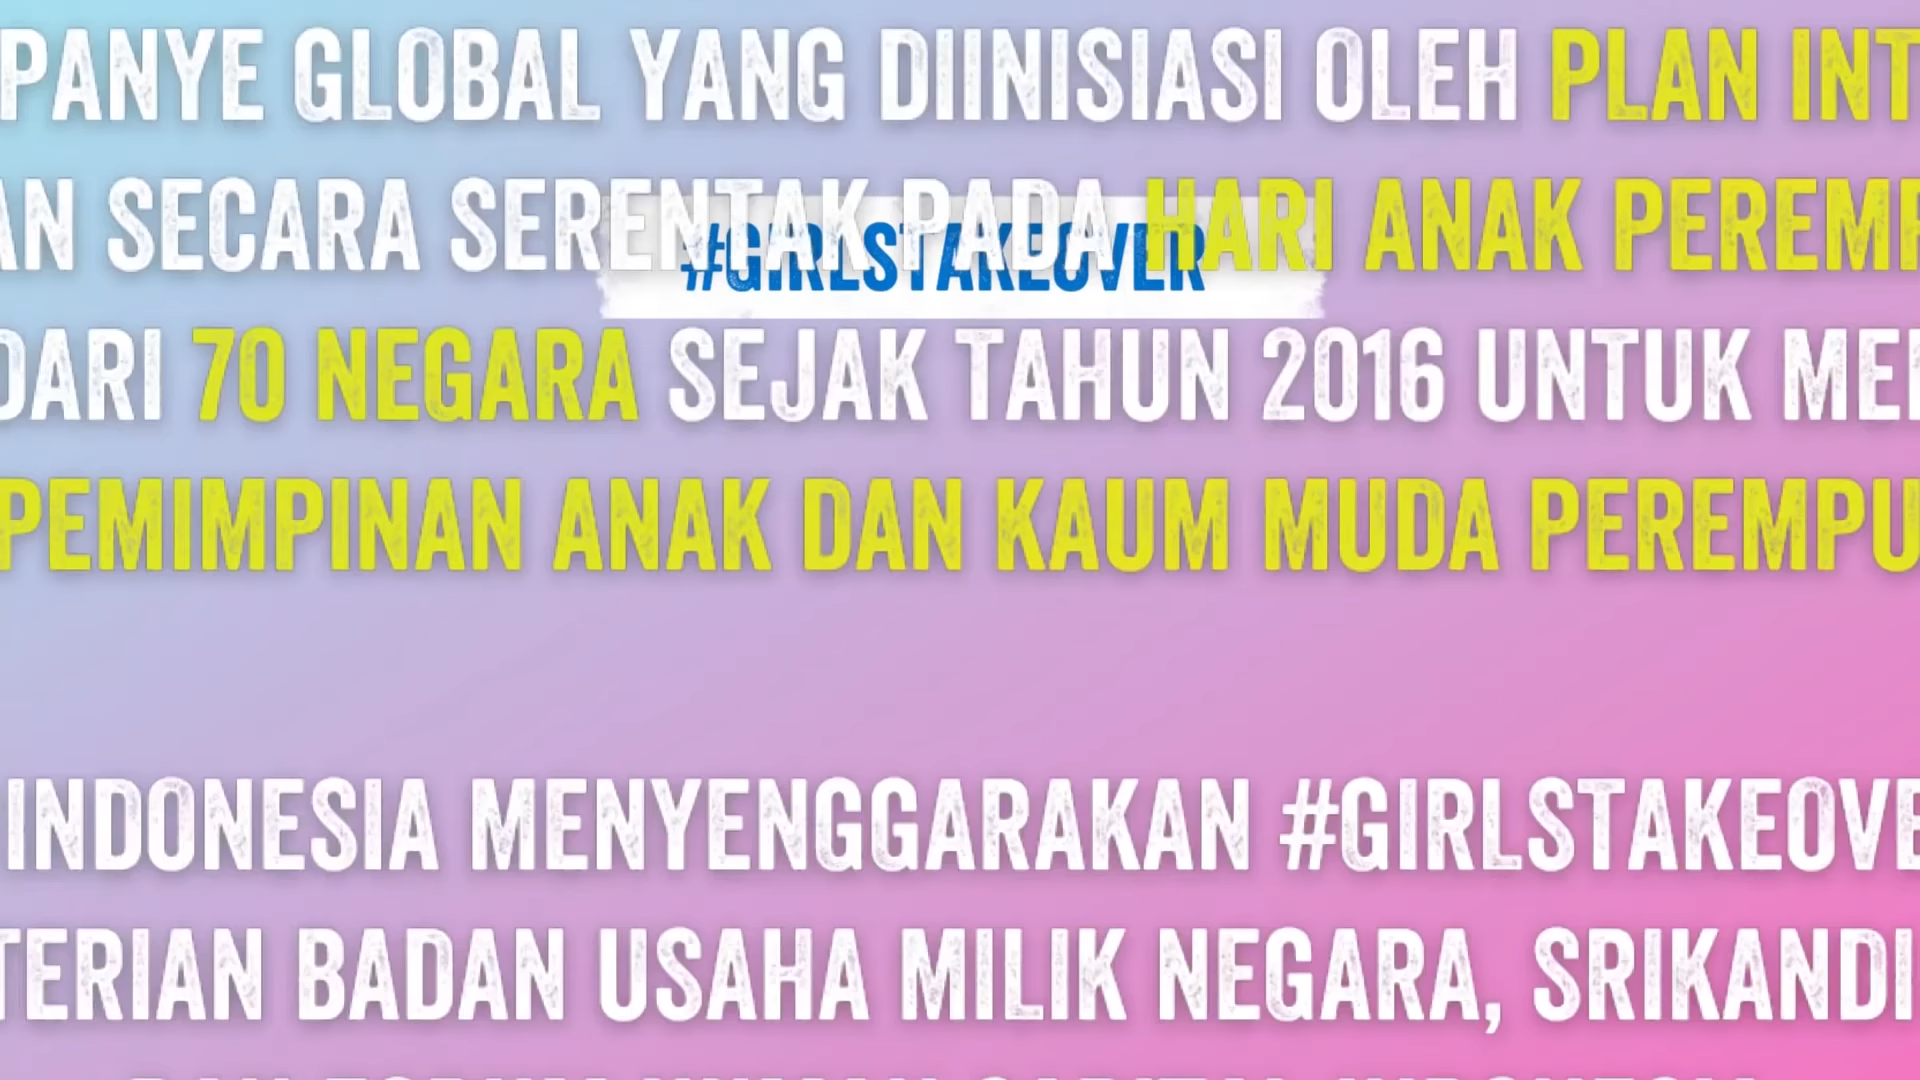 PANYE GLOBAL YANG DIINISIASI OLEH PLAN INT
AN SECARA SERENTAK PADA HARI ANAK PEREMP
#GIRLSTAKEOVER
DARI 70 NEGARA SEJAK TAHUN 2016 UNTUK ME
PEMIMPINAN ANAK DAN KAUM MUDA PEREMPU
INDONESIA MENYENGGARAKAN #GIRLSTAKEOVE
TERIAN BADAN USAHA MILIK NEGARA, SRIKANDI